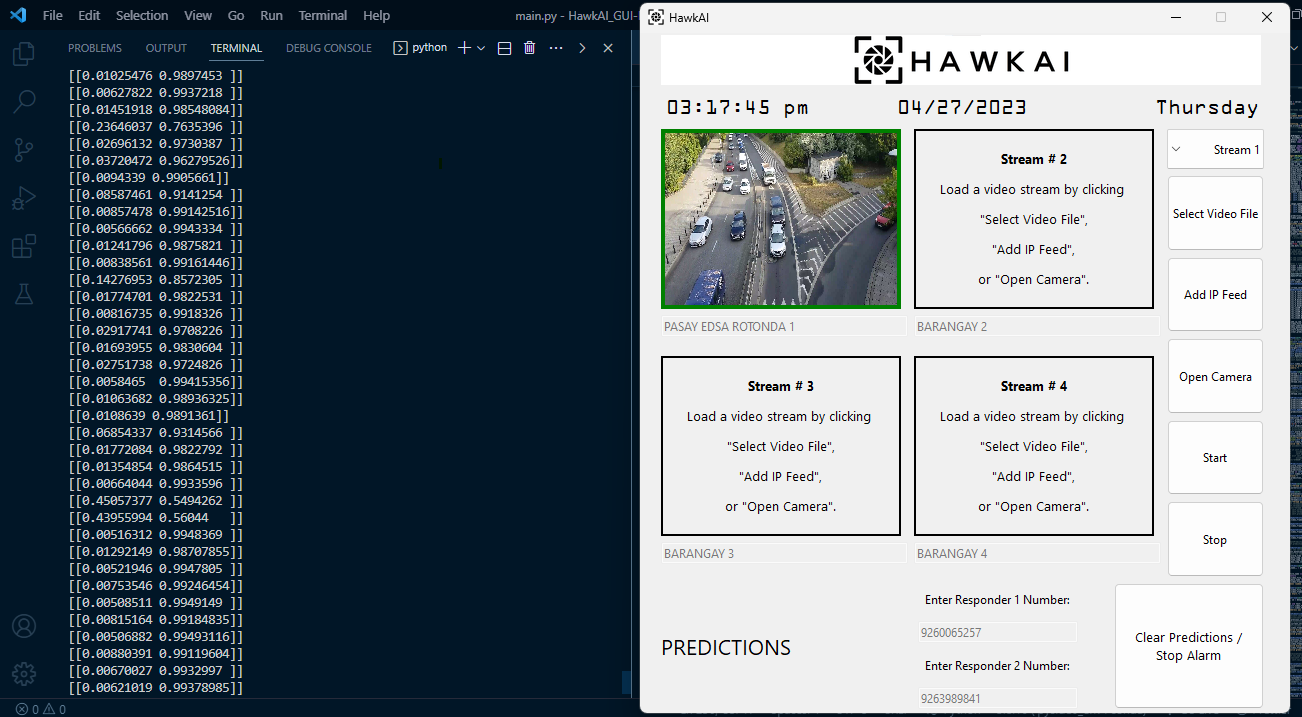 File Edit Selection View Go Run Terminal Help
main.py - HawkAI_GUI-
PROBLEMS OUTPUT TERMINAL DEBUG CONSOLE python
[[0.01025476 0.9897453 ]]
[[0.00627822 0.9937218 ]]
[[0.01451918 0.98548084]]
[[0.23646037 0.7635396 ]]
[[0.02696132 0.9730387 ]]
[[0.03720472 0.96279526]]
[[0.0094339 0.9905661]]
[[0.08587461 0.9141254 ]]
[[0.00857478 0.99142516]]
[[0.00566662 0.9943334 ]]
[[0.01241796 0.9875821 ]]
[[0.00838561 0.99161446]]
[[0.14276953 0.8572305 ]]
[[0.01774701 0.9822531 ]]
[[0.00816735 0.9918326 ]]
[[0.02917741 0.9708226 ]]
[[0.01693955 0.9830604 ]]
[[0.02751738 0.9724826 ]]
[[0.0058465  0.99415356]]
[[0.01063682 0.98936325]]
[[0.0108639 0.9891361]]
[[0.06854337 0.9314566 ]]
[[0.01772084 0.9822792 ]]
[[0.01354854 0.9864515 ]]
[[0.00664044 0.9933596 ]]
[[0.45057377 0.5494262 ]]
[[0.43955994 0.56044   ]]
[[0.00516312 0.9948369 ]]
[[0.01292149 0.98707855]]
[[0.00521946 0.9947805 ]]
[[0.00753546 0.99246454]]
[[0.00508511 0.9949149 ]]
[[0.00815164 0.99184835]]
[[0.00506882 0.99493116]]
[[0.00880391 0.99119604]]
[[0.00670027 0.9932997 ]]
[[0.00621019 0.99378985]]
0 0
HawkAI
HAWKAI
03:17:45 pm 04/27/2023 Thursday
Stream # 2
Load a video stream by clicking
"Select Video File",
"Add IP Feed",
or "Open Camera".
PASAY EDSA ROTONDA 1
BARANGAY 2
Stream # 3
Load a video stream by clicking
"Select Video File",
"Add IP Feed",
or "Open Camera".
Stream # 4
Load a video stream by clicking
"Select Video File",
"Add IP Feed",
or "Open Camera".
BARANGAY 3
BARANGAY 4
Stream 1
Select Video File
Add IP Feed
Open Camera
Start
Stop
PREDICTIONS
Enter Responder 1 Number:
9260065257
Enter Responder 2 Number:
9263989841
Clear Predictions /
Stop Alarm